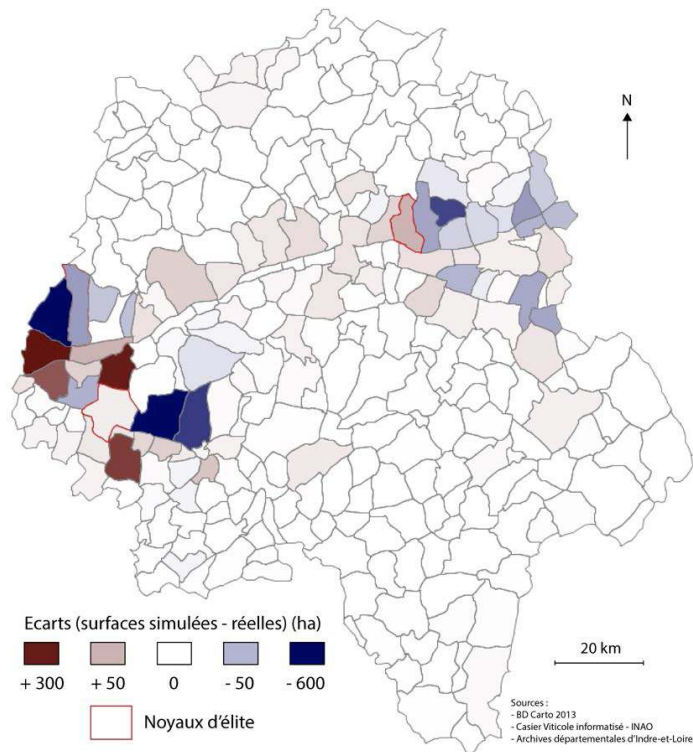 N
Ecarts (surfaces simulées - réelles) (ha)
+ 300 + 50 0 - 50 - 600
Noyaux d'élite
20 km
Sources :
- BD Carto 2013
- Casier Viticole informatisé - INAO
- Archives départementales d'Indre-et-Loire